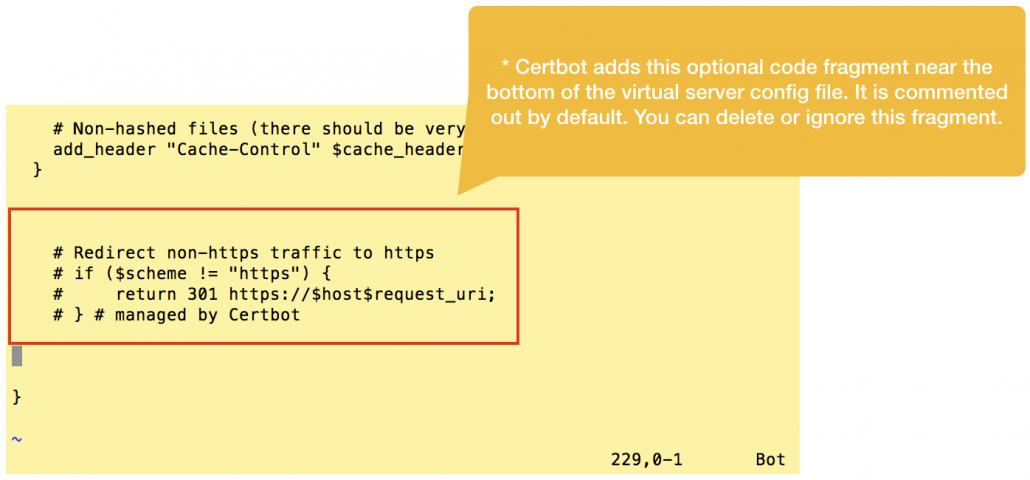 * Certbot adds this optional code fragment near the
bottom of the virtual server config file. It is commented
out by default. You can delete or ignore this fragment.
# Non-hashed files (there should be very
add_header "Cache-Control" $cache_header
}
# Redirect non-https traffic to https
# if ($scheme != "https") {
#     return 301 https://$host$request_uri;
# } # managed by Certbot
}
~
229,0-1 Bot